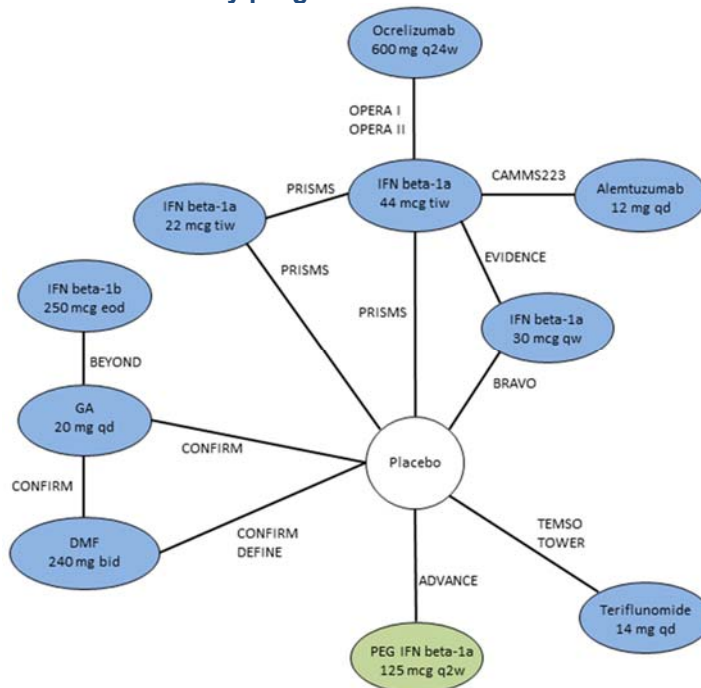 Ocrelizumab
600 mg q24w
OPERA I
OPERA II
PRISMS
IFN beta-1a
44 mcg tiw
CAMMS223
Alemtuzumab
12 mg qd
IFN beta-1a
22 mcg tiw
EVIDENCE
PRISMS
PRISMS
IFN beta-1b
250 mcg eod
IFN beta-1a
30 mcg qw
BEYOND
BRAVO
GA
20 mg qd
CONFIRM
Placebo
CONFIRM
DMF
240 mg bid
CONFIRM
DEFINE
TEMSO
TOWER
ADVANCE
Teriflunomide
14 mg qd
PEG IFN beta-1a
125 mcg q2w